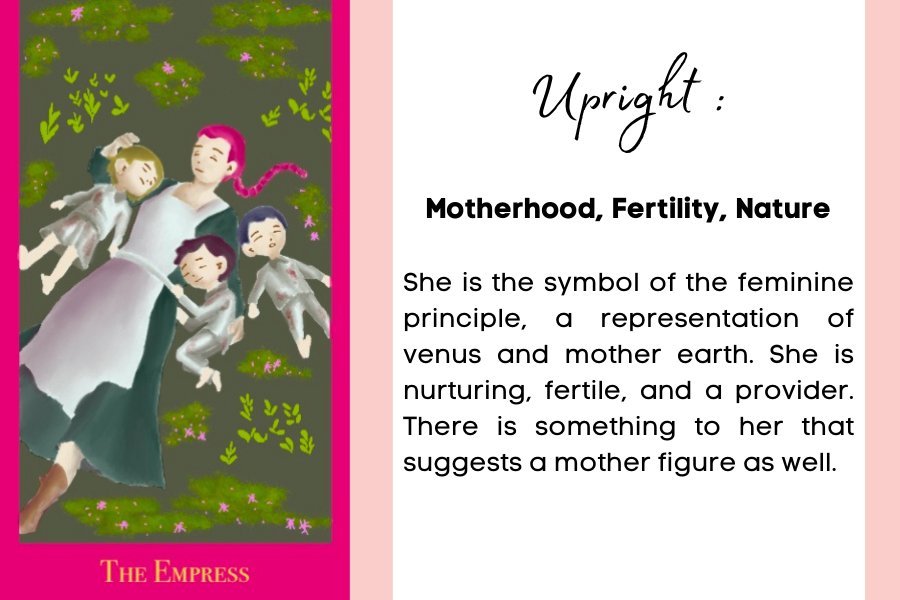 Upright :
Motherhood, Fertility, Nature
She is the symbol of the feminine
principle, a representation of
venus and mother earth. She is
nurturing, fertile, and a provider.
There is something to her that
suggests a mother figure as well.
The Empress